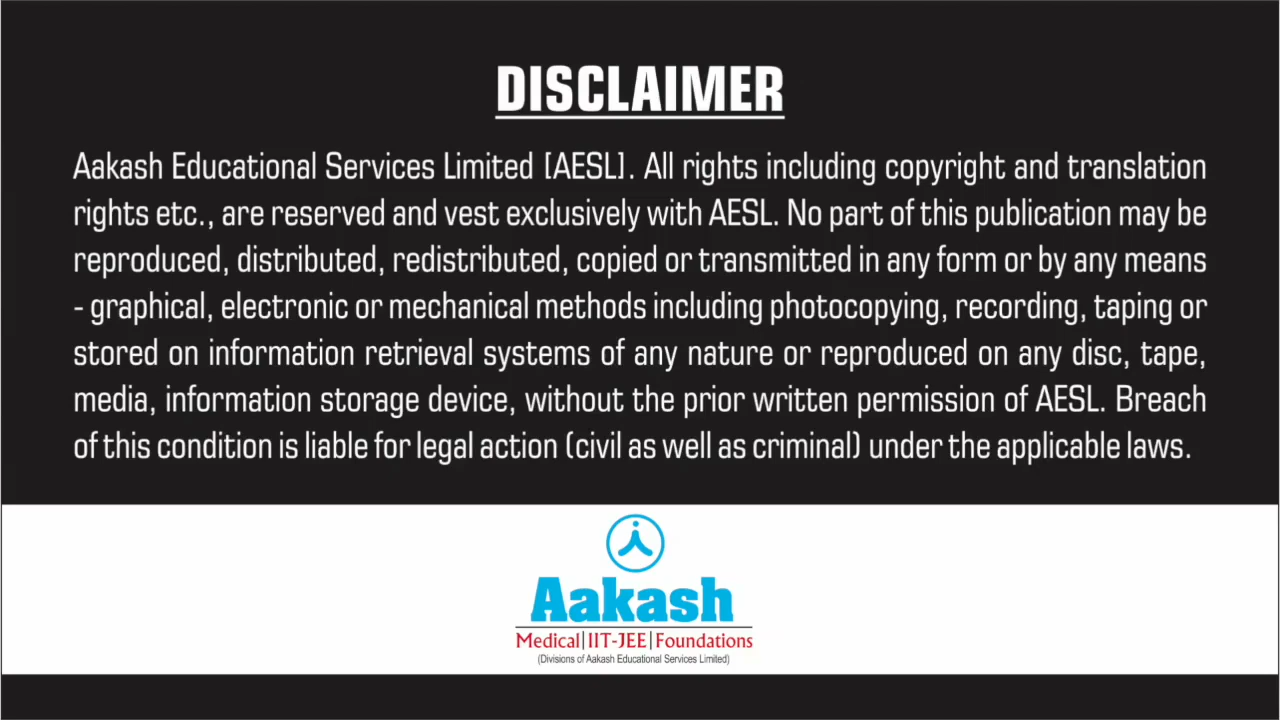 DISCLAIMER
Aakash Educational Services Limited [AESL]. All rights including copyright and translation
rights etc., are reserved and vest exclusively with AESL. No part of this publication may be
reproduced, distributed, redistributed, copied or transmitted in any form or by any means
- graphical, electronic or mechanical methods including photocopying, recording, taping or
stored on information retrieval systems of any nature or reproduced on any disc, tape,
media, information storage device, without the prior written permission of AESL. Breach
of this condition is liable for legal action (civil as well as criminal) under the applicable laws.
Aakash
Medical|IIT-JEE|Foundations
(Divisions of Aakash Educational Services Limited)